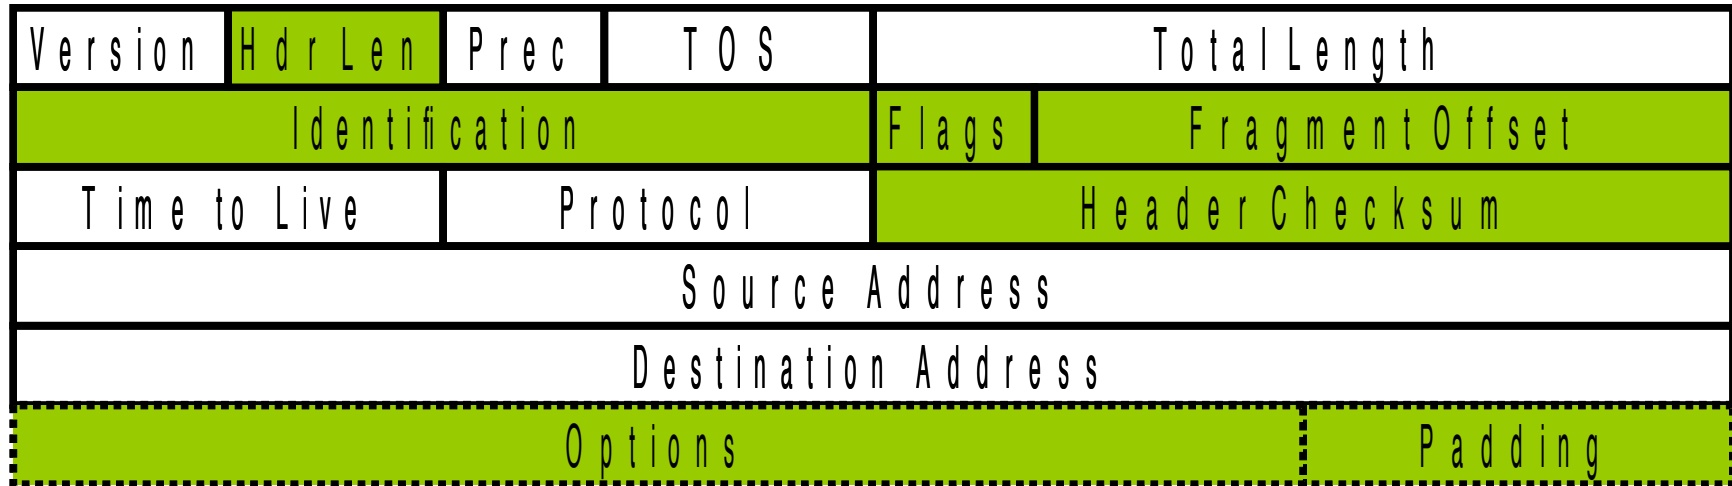 Version Hdr Len Prec TOS Total Length
Identification Flags Fragment Offset
Time to Live Protocol Header Checksum
Source Address
Destination Address
Options Padding